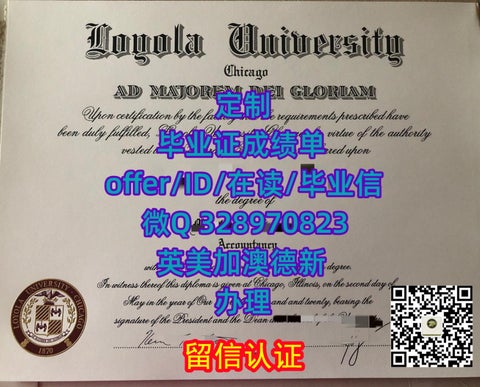 Loyola University
Chicago
AD MAJOREM DEI GLORIAM
定制
Upon certification by the requirements prescribed have
been duly fulfilled, virtue of the authority
毕业证成绩单
vested upon
offer/ID/在读/毕业信
the degree of
微Q 328970823
Accountancy
英美加澳德新
degree.
In witness thereof this diploma is given at Chicago, Illinois, on the second day of
办理
May in the year of Our and twenty, bearing the
signature of the President and the Dean
留信认证
LOYOLA UNIVERSITY CHICAGO
1870